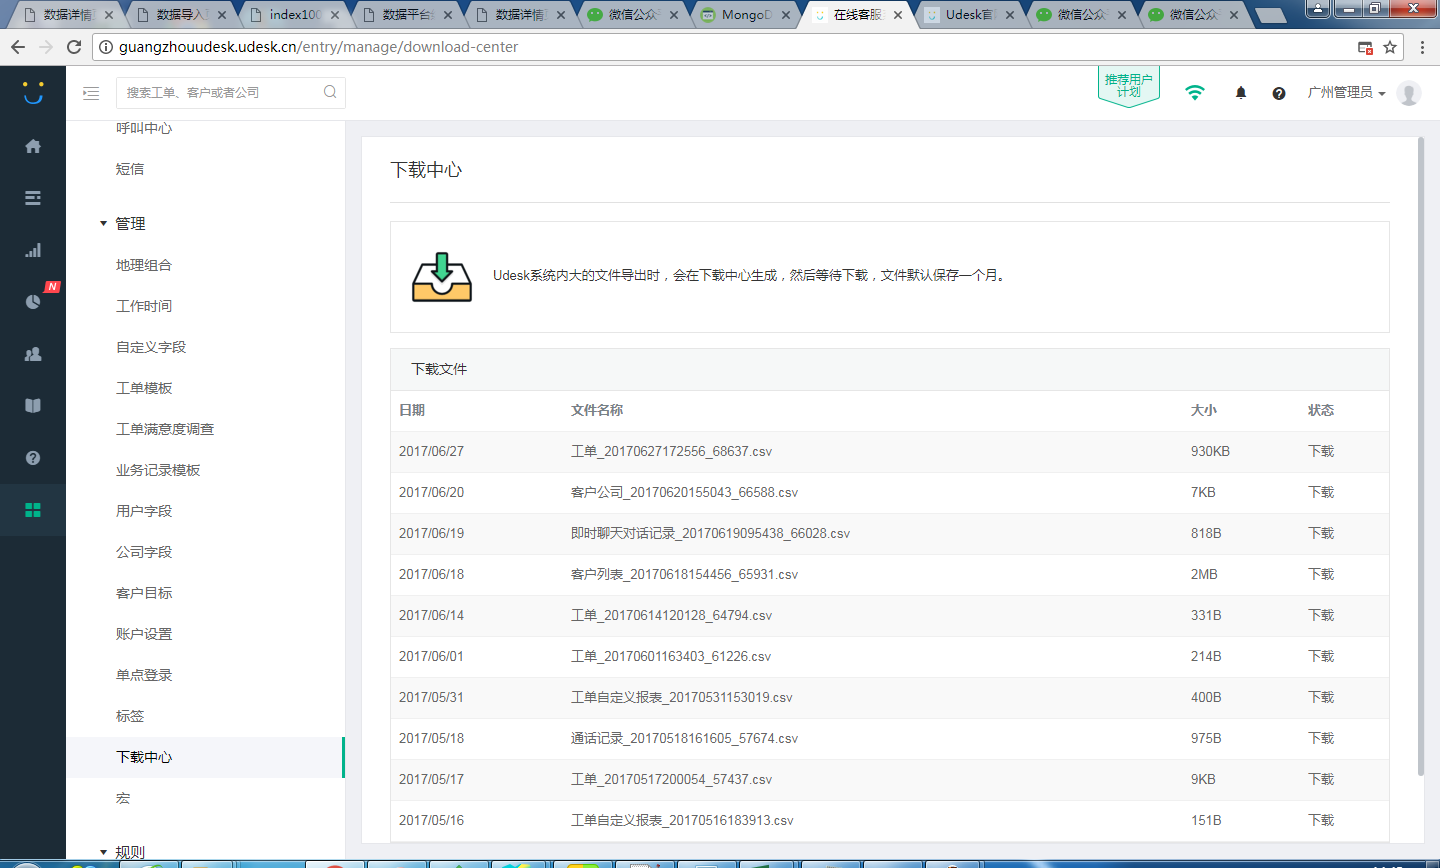 数据详情
数据导入
index100
数据平台
数据详情
微信公众
MongoD
在线客服
Udesk官
微信公众
微信公众
guangzhouudesk.udesk.cn/entry/manage/download-center
搜索工单、客户或者公司
推荐用户
计划
广州管理员
N
呼叫中心
短信
管理
地理组合
工作时间
自定义字段
工单模板
工单满意度调查
业务记录模板
用户字段
公司字段
客户目标
账户设置
单点登录
标签
下载中心
宏
规则
下载中心
Udesk系统内大的文件导出时，会在下载中心生成，然后等待下载，文件默认保存一个月。
下载文件
日期 文件名称 大小 状态
2017/06/27 工单_20170627172556_68637.csv 930KB 下载
2017/06/20 客户公司_20170620155043_66588.csv 7KB 下载
2017/06/19 即时聊天对话记录_20170619095438_66028.csv 818B 下载
2017/06/18 客户列表_20170618154456_65931.csv 2MB 下载
2017/06/14 工单_20170614120128_64794.csv 331B 下载
2017/06/01 工单_20170601163403_61226.csv 214B 下载
2017/05/31 工单自定义报表_20170531153019.csv 400B 下载
2017/05/18 通话记录_20170518161605_57674.csv 975B 下载
2017/05/17 工单_20170517200054_57437.csv 9KB 下载
2017/05/16 工单自定义报表_20170516183913.csv 151B 下载